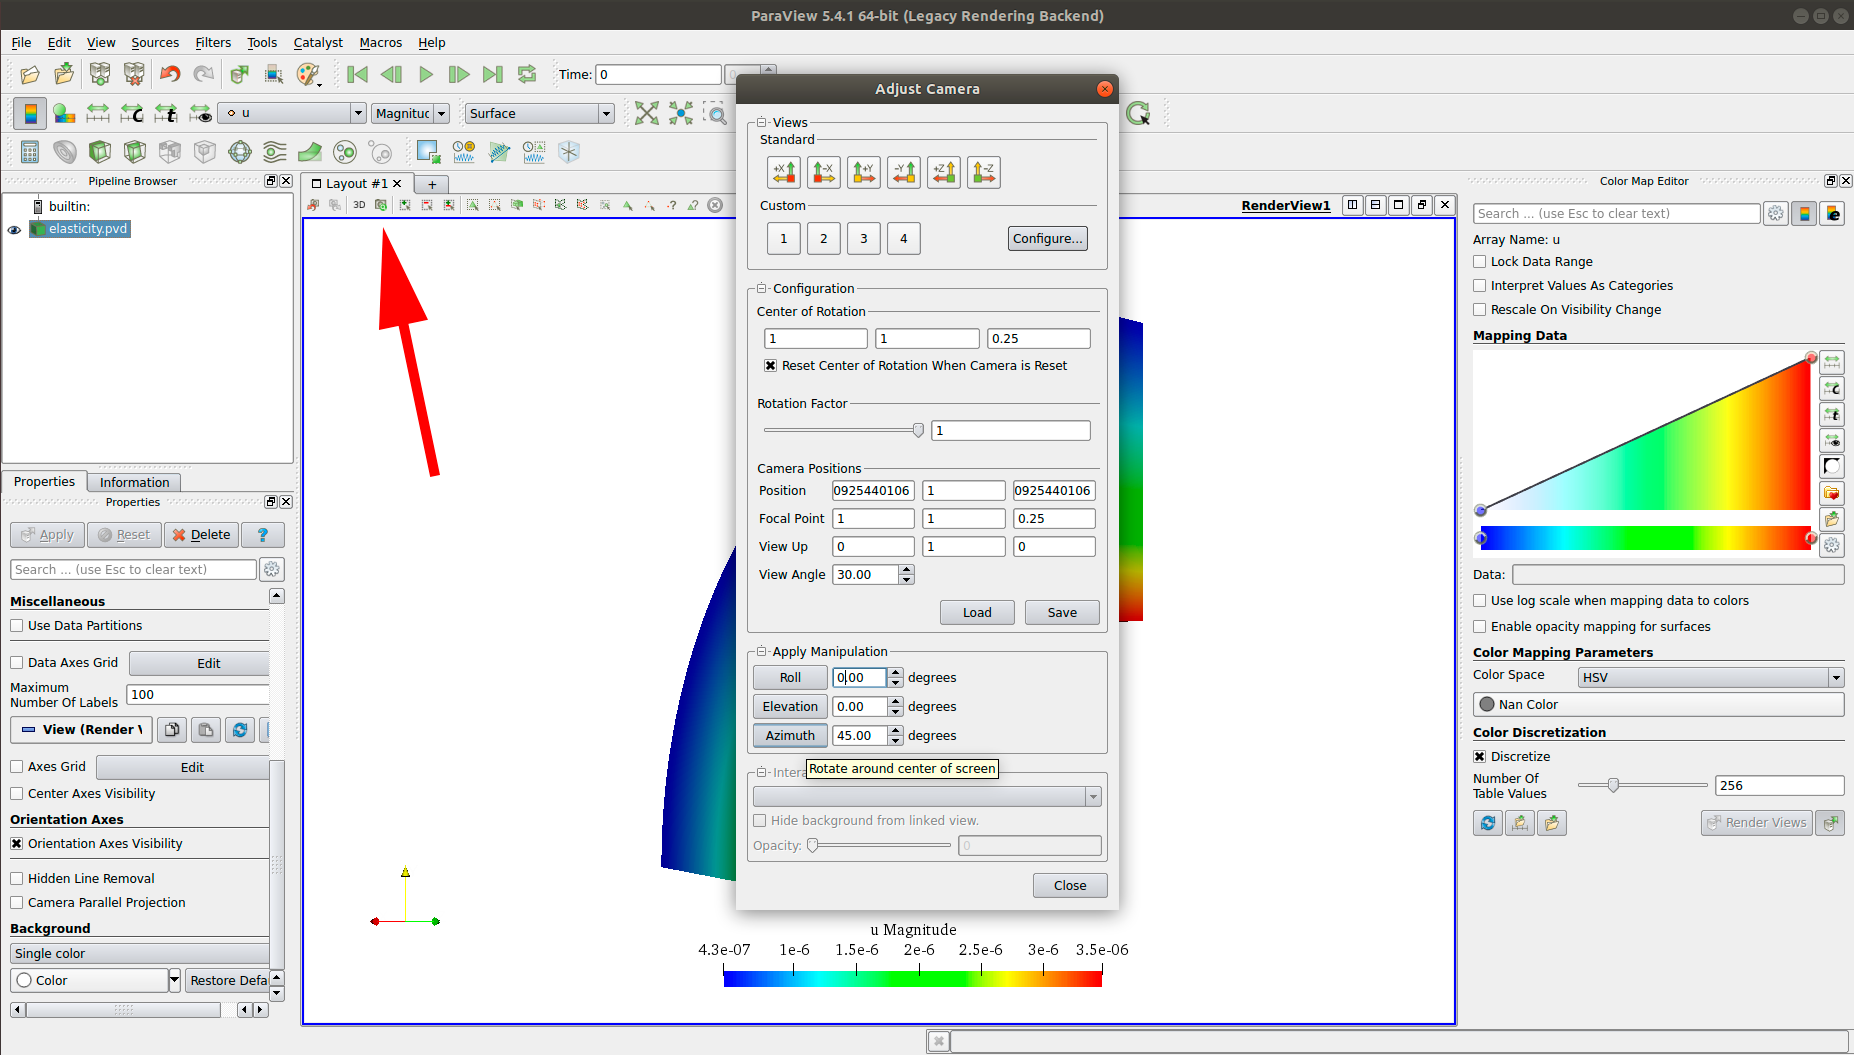 ParaView 5.4.1 64-bit (Legacy Rendering Backend)
File Edit View Sources Filters Tools Catalyst Macros Help
Time: 0 0
u Magnituc Surface
Pipeline Browser
builtin:
elasticity.pvd
Properties Information
Properties
Apply Reset Delete ?
Search ... (use Esc to clear text)
Miscellaneous
Use Data Partitions
Data Axes Grid Edit
Maximum
Number Of Labels 100
View (Render V
Axes Grid Edit
Center Axes Visibility
Orientation Axes
Orientation Axes Visibility
Hidden Line Removal
Camera Parallel Projection
Background
Single color
Color Restore Defa
Layout #1 +
3D
RenderView1
Adjust Camera
Views
Standard
+X -X +Y -Y +Z -Z
Custom
1 2 3 4 Configure...
Configuration
Center of Rotation
1 1 0.25
Reset Center of Rotation When Camera is Reset
Rotation Factor
1
Camera Positions
Position 0925440106 1 0925440106
Focal Point 1 1 0.25
View Up 0 1 0
View Angle 30.00
Load Save
Apply Manipulation
Roll 0.00 degrees
Elevation 0.00 degrees
Azimuth 45.00 degrees
Rotate around center of screen
Intera
Hide background from linked view.
Opacity: 0
Close
u Magnitude
4.3e-07 1e-6 1.5e-6 2e-6 2.5e-6 3e-6 3.5e-06
Color Map Editor
Search ... (use Esc to clear text)
Array Name: u
Lock Data Range
Interpret Values As Categories
Rescale On Visibility Change
Mapping Data
Data:
Use log scale when mapping data to colors
Enable opacity mapping for surfaces
Color Mapping Parameters
Color Space HSV
Nan Color
Color Discretization
Discretize
Number Of
Table Values 256
Render Views